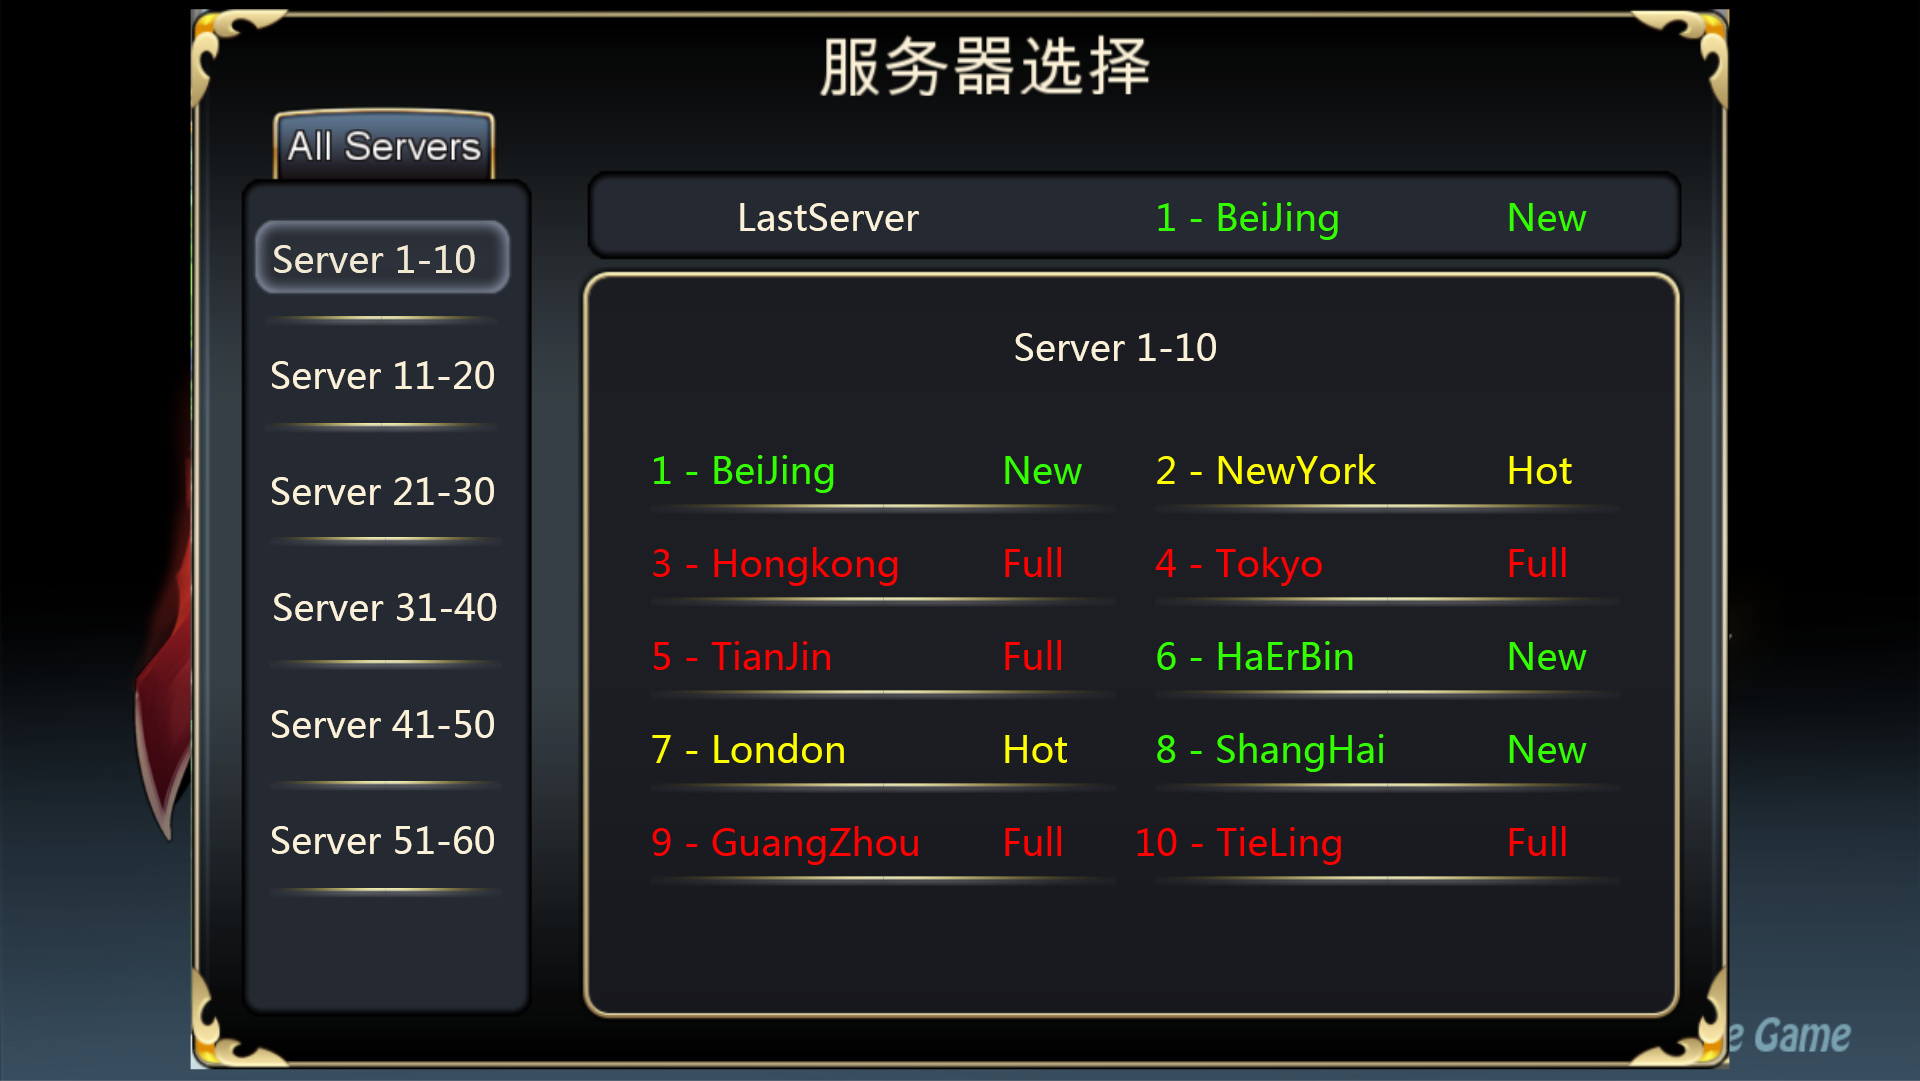 服务器选择
All Servers
Server 1-10
Server 11-20
Server 21-30
Server 31-40
Server 41-50
Server 51-60
LastServer 1 - BeiJing New
Server 1-10
1 - BeiJing New 2 - NewYork Hot
3 - Hongkong Full 4 - Tokyo Full
5 - TianJin Full 6 - HaErBin New
7 - London Hot 8 - ShangHai New
9 - GuangZhou Full 10 - TieLing Full
Game